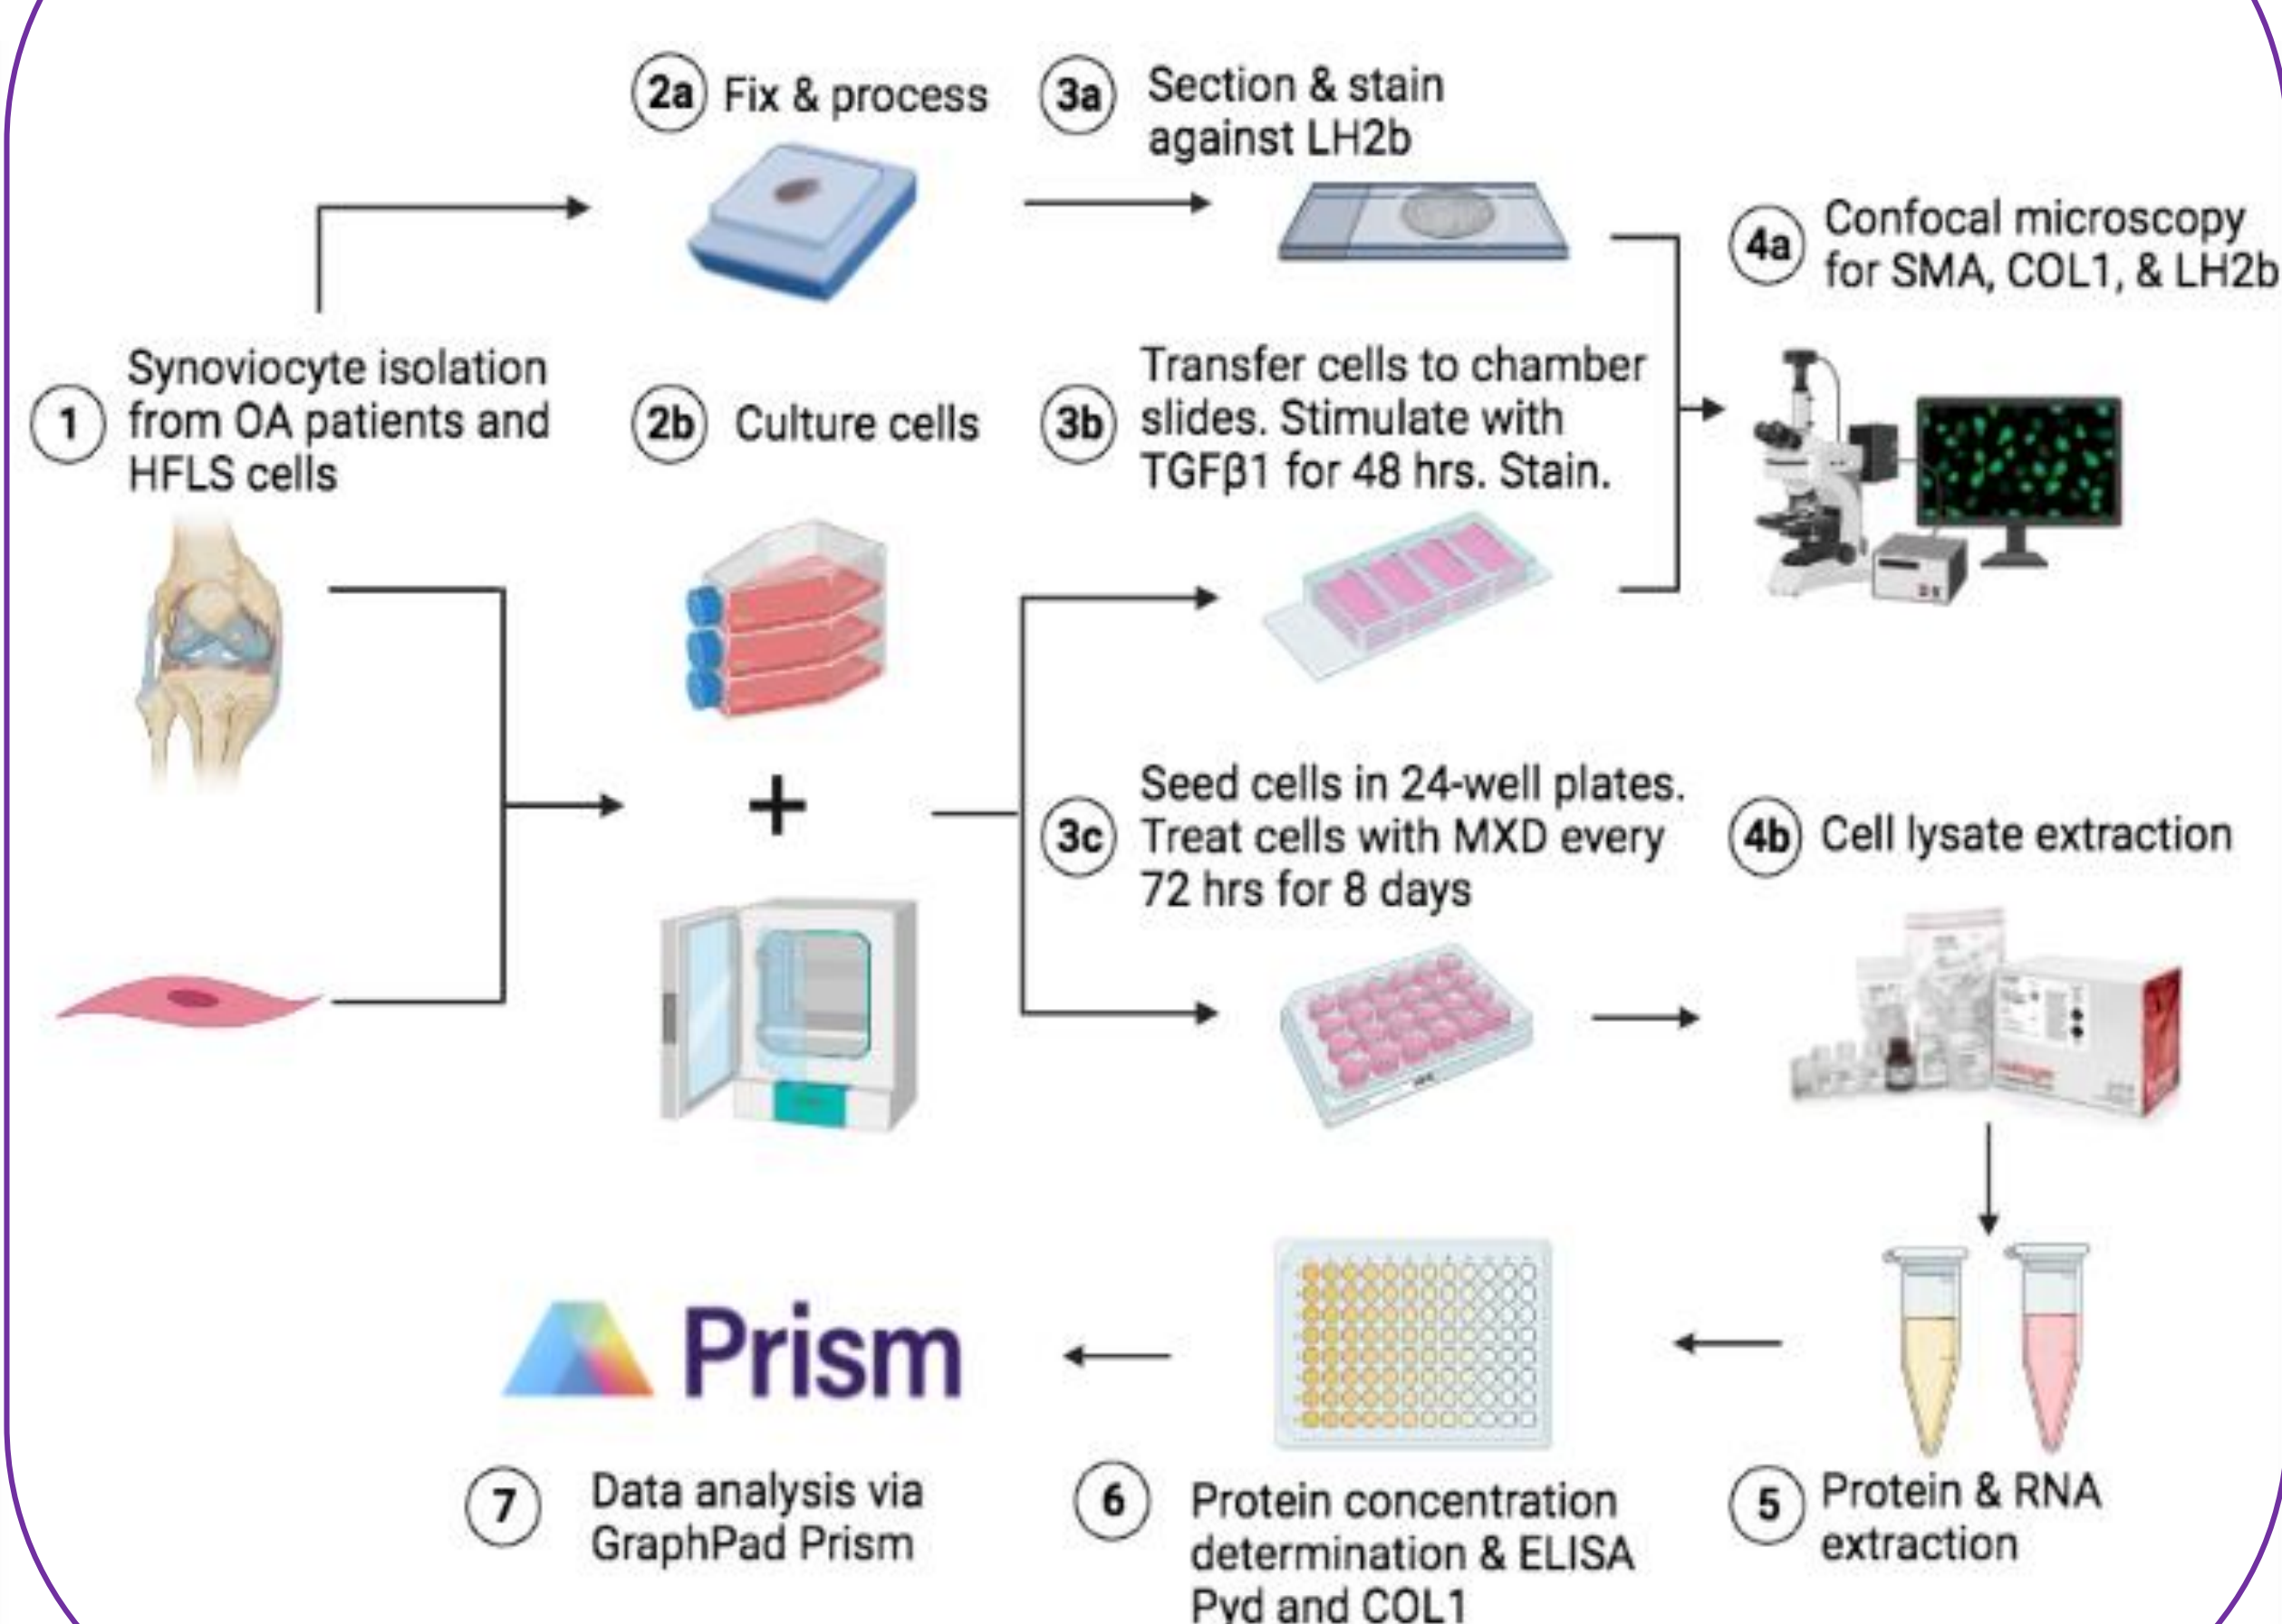 2a Fix & process
3a Section & stain
against LH2b
4a Confocal microscopy
for SMA, COL1, & LH2b
1 Synoviocyte isolation
from OA patients and
HFLS cells
2b Culture cells
3b Transfer cells to chamber
slides. Stimulate with
TGFβ1 for 48 hrs. Stain.
+
3c Seed cells in 24-well plates.
Treat cells with MXD every
72 hrs for 8 days
4b Cell lysate extraction
5 Protein & RNA
extraction
6 Protein concentration
determination & ELISA
Pyd and COL1
Prism
7 Data analysis via
GraphPad Prism